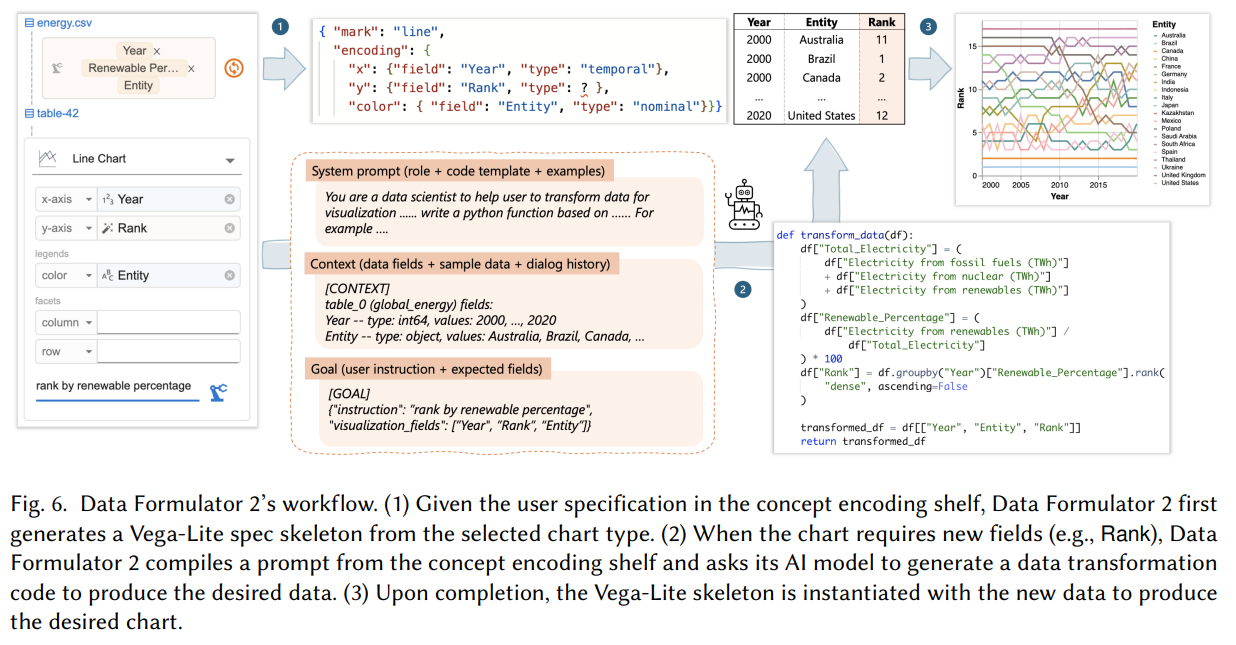 energy.csv
Year ×
Renewable Per... ×
Entity
table-42
Line Chart
x-axis 123 Year
y-axis Rank
legends
color ABC Entity
facets
column
row
rank by renewable percentage
1
{ "mark": "line",
"encoding": {
"x": {"field": "Year", "type": "temporal"},
"y": {"field": "Rank", "type": ? },
"color": { "field": "Entity", "type": "nominal"}}}
System prompt (role + code template + examples)
You are a data scientist to help user to transform data for
visualization ...... write a python function based on ...... For
example ....
Context (data fields + sample data + dialog history)
[CONTEXT]
table_0 (global_energy) fields:
Year -- type: int64, values: 2000, ..., 2020
Entity -- type: object, values: Australia, Brazil, Canada, ...
Goal (user instruction + expected fields)
[GOAL]
{"instruction": "rank by renewable percentage",
"visualization_fields": ["Year", "Rank", "Entity"]}
2
def transform_data(df):
df["Total_Electricity"] = (
df["Electricity from fossil fuels (TWh)"]
+ df["Electricity from nuclear (TWh)"]
+ df["Electricity from renewables (TWh)"]
)
df["Renewable_Percentage"] = (
df["Electricity from renewables (TWh)"] /
df["Total_Electricity"]
) * 100
df["Rank"] = df.groupby("Year")["Renewable_Percentage"].rank(
"dense", ascending=False
)
transformed_df = df[["Year", "Entity", "Rank"]]
return transformed_df
Year Entity Rank
2000 Australia 11
2000 Brazil 1
2000 Canada 2
... ... ...
2020 United States 12
3
Rank
15
10
5
0
2000 2005 2010 2015
Year
Entity
Australia
Brazil
Canada
China
France
Germany
India
Indonesia
Italy
Japan
Kazakhstan
Mexico
Poland
Saudi Arabia
South Africa
Spain
Thailand
Ukraine
United Kingdom
United States
Fig. 6. Data Formulator 2's workflow. (1) Given the user specification in the concept encoding shelf, Data Formulator 2 first
generates a Vega-Lite spec skeleton from the selected chart type. (2) When the chart requires new fields (e.g., Rank), Data
Formulator 2 compiles a prompt from the concept encoding shelf and asks its AI model to generate a data transformation
code to produce the desired data. (3) Upon completion, the Vega-Lite skeleton is instantiated with the new data to produce
the desired chart.